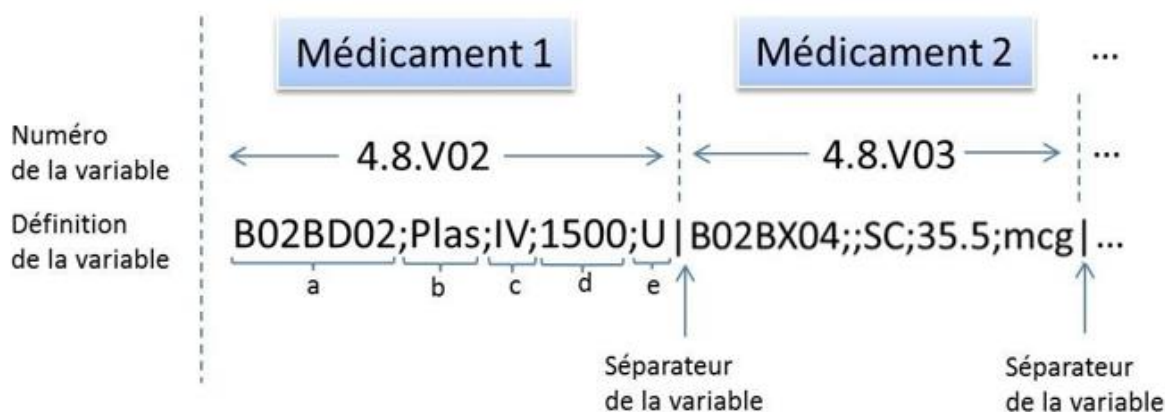 Médicament 1 Médicament 2 ...
Numéro
de la variable
4.8.V02 4.8.V03 ...
Définition
de la variable
B02BD02;Plas;IV;1500;U|B02BX04;;SC;35.5;mcg|...
a b c d e
Séparateur
de la variable
Séparateur
de la variable